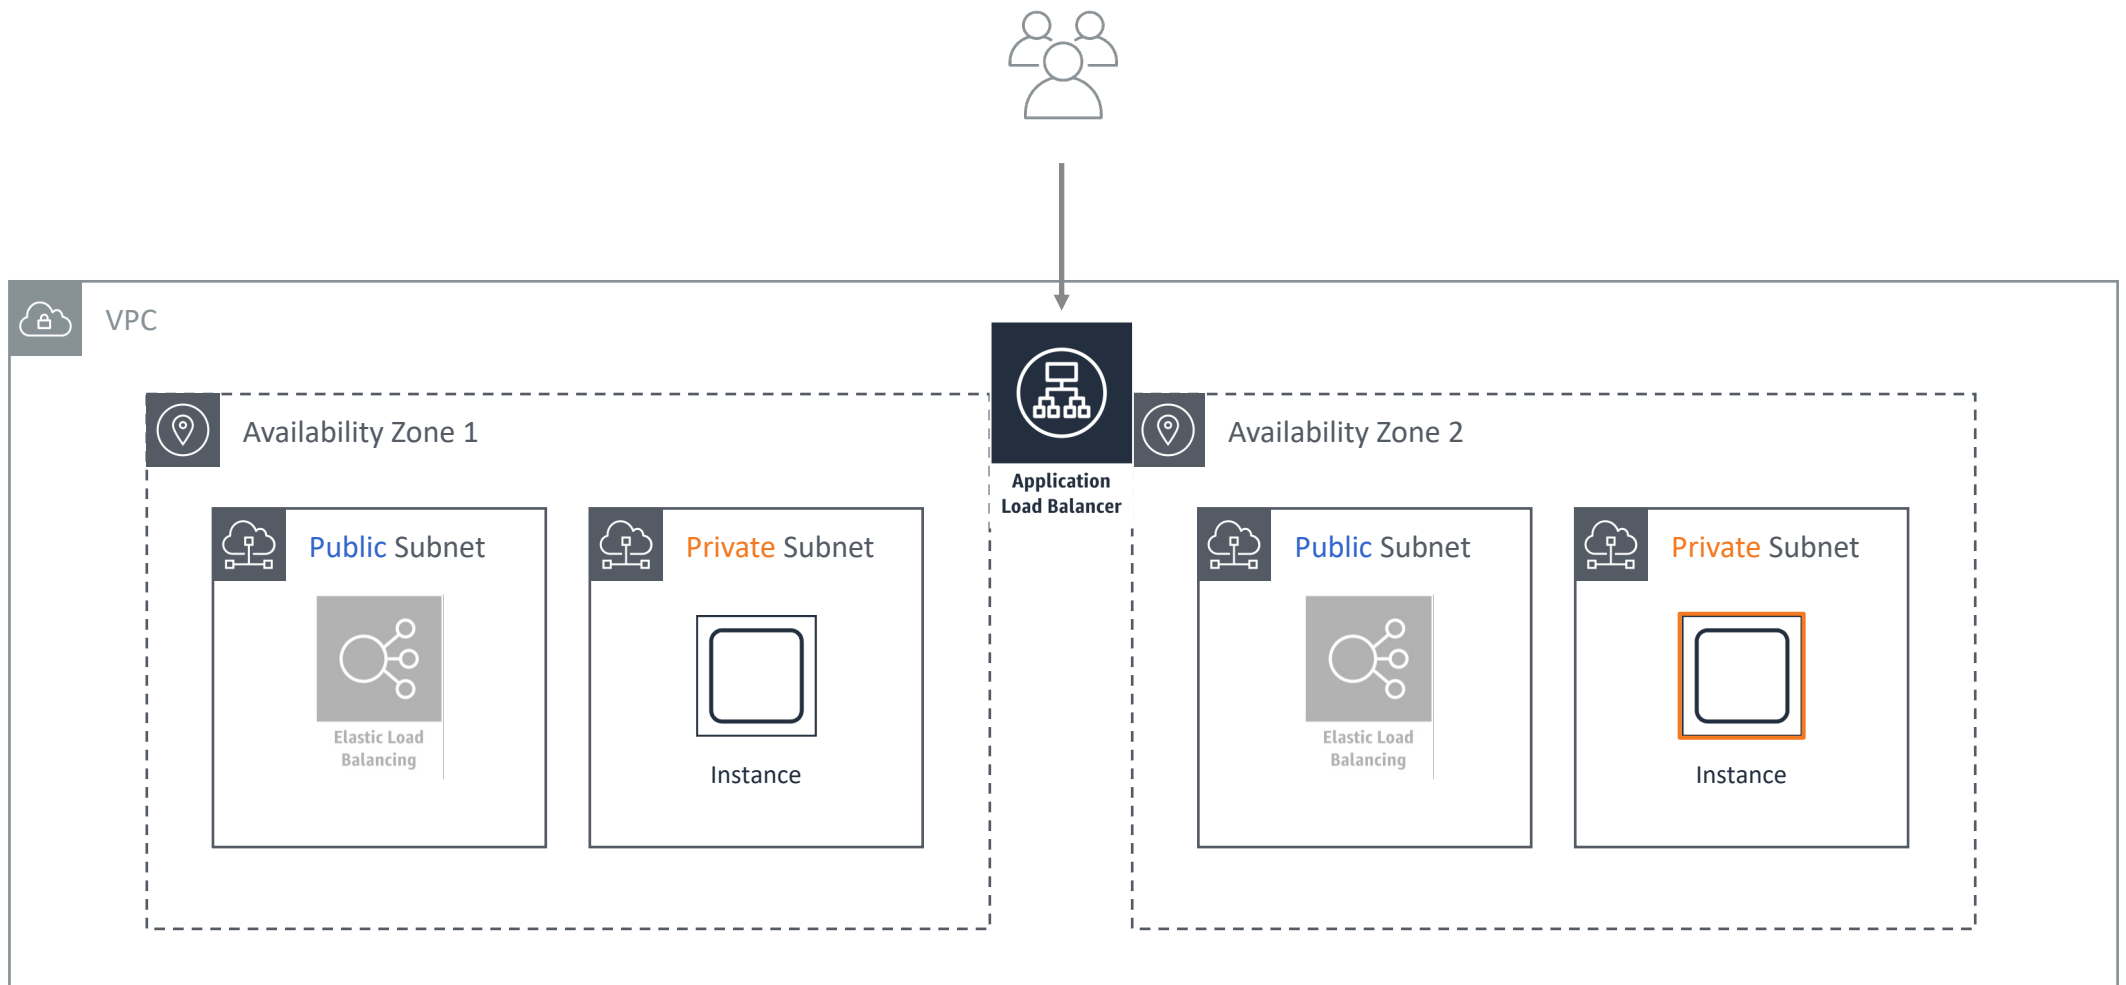 VPC
Application
Load Balancer
Availability Zone 1
Public Subnet
Elastic Load
Balancing
Private Subnet
Instance
Availability Zone 2
Public Subnet
Elastic Load
Balancing
Private Subnet
Instance